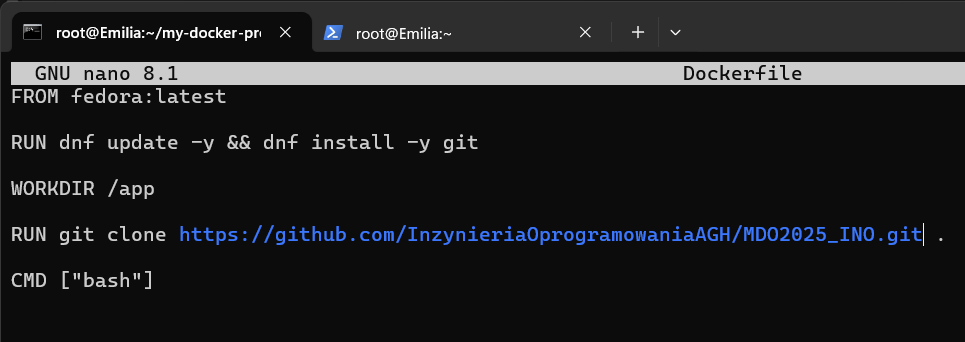 root@Emilia:~/my-docker-pr
root@Emilia:~
GNU nano 8.1 Dockerfile
FROM fedora:latest
RUN dnf update -y && dnf install -y git
WORKDIR /app
RUN git clone https://github.com/InzynieriaOprogramowaniaAGH/MDO2025_INO.git .
CMD ["bash"]